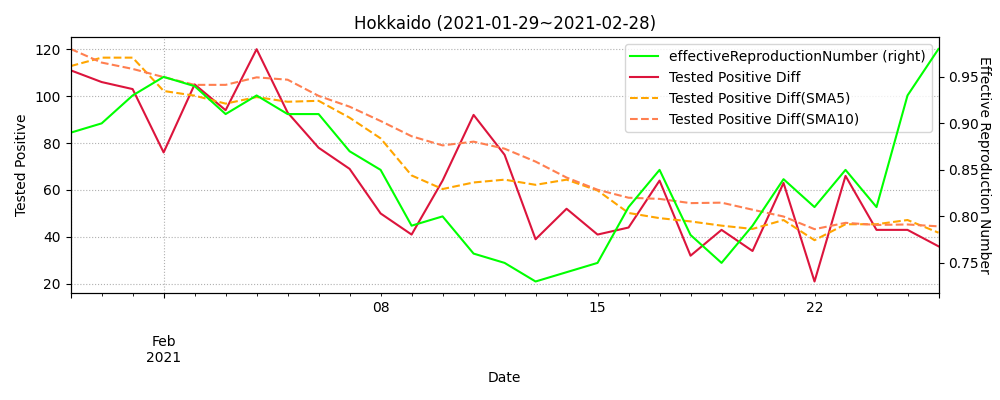 Hokkaido (2021-01-29~2021-02-28)
effectiveReproductionNumber (right)
Tested Positive Diff
Tested Positive Diff(SMA5)
Tested Positive Diff(SMA10)
Tested Positive
120
100
80
60
40
20
Effective Reproduction Number
0.95
0.90
0.85
0.80
0.75
08
15
22
Feb
2021
Date